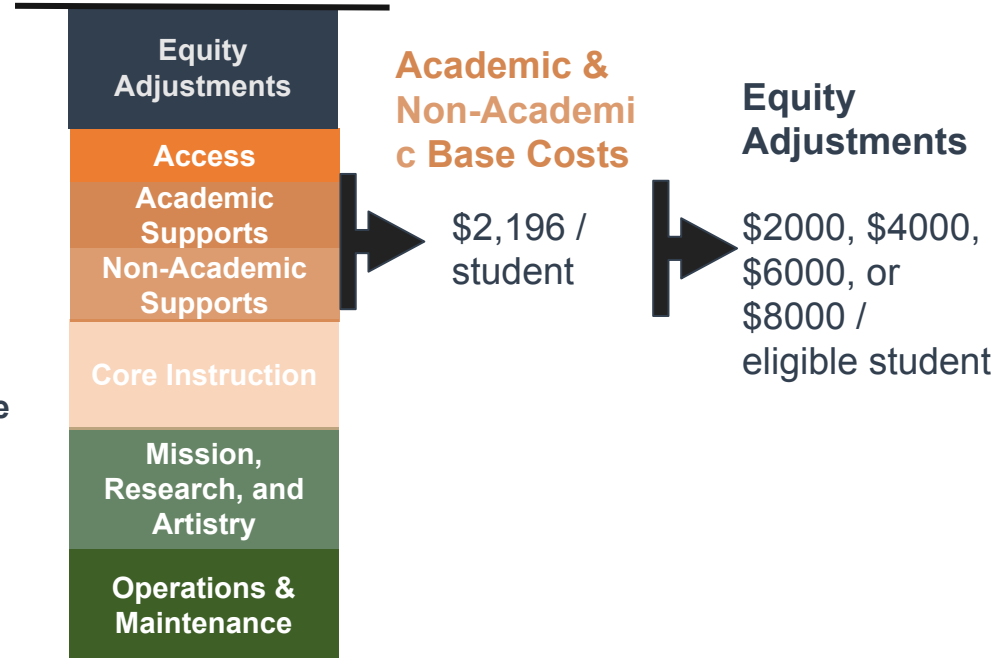 Equity
Adjustments
Access
Academic
Supports
Non-Academic
Supports
Core Instruction
e
Mission,
Research, and
Artistry
Operations &
Maintenance
Academic &
Non-Academi
c Base Costs
$2,196 /
student
Equity
Adjustments
$2000, $4000,
$6000, or
$8000 /
eligible student